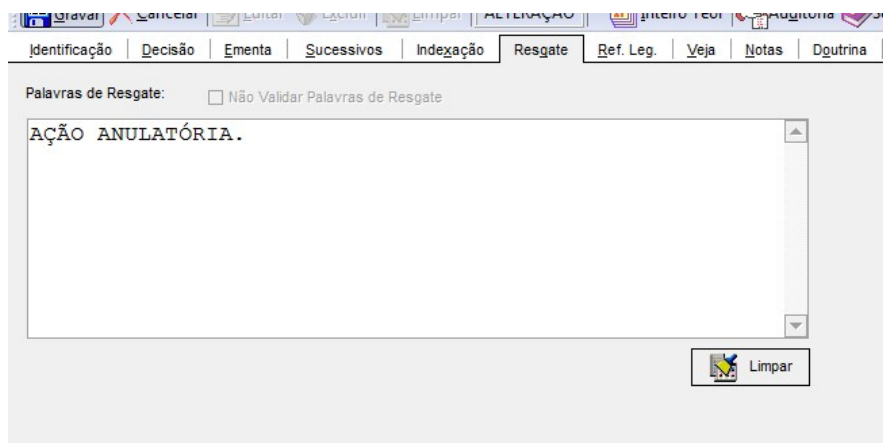 Gravar Cancelar Editar Excluir Limpar ALTERAÇÃO Inteiro Teor Auditoria
Identificação Decisão Ementa Sucessivos Indexação Resgate Ref. Leg. Veja Notas Doutrina
Palavras de Resgate: Não Validar Palavras de Resgate
AÇÃO ANULATÓRIA.
Limpar